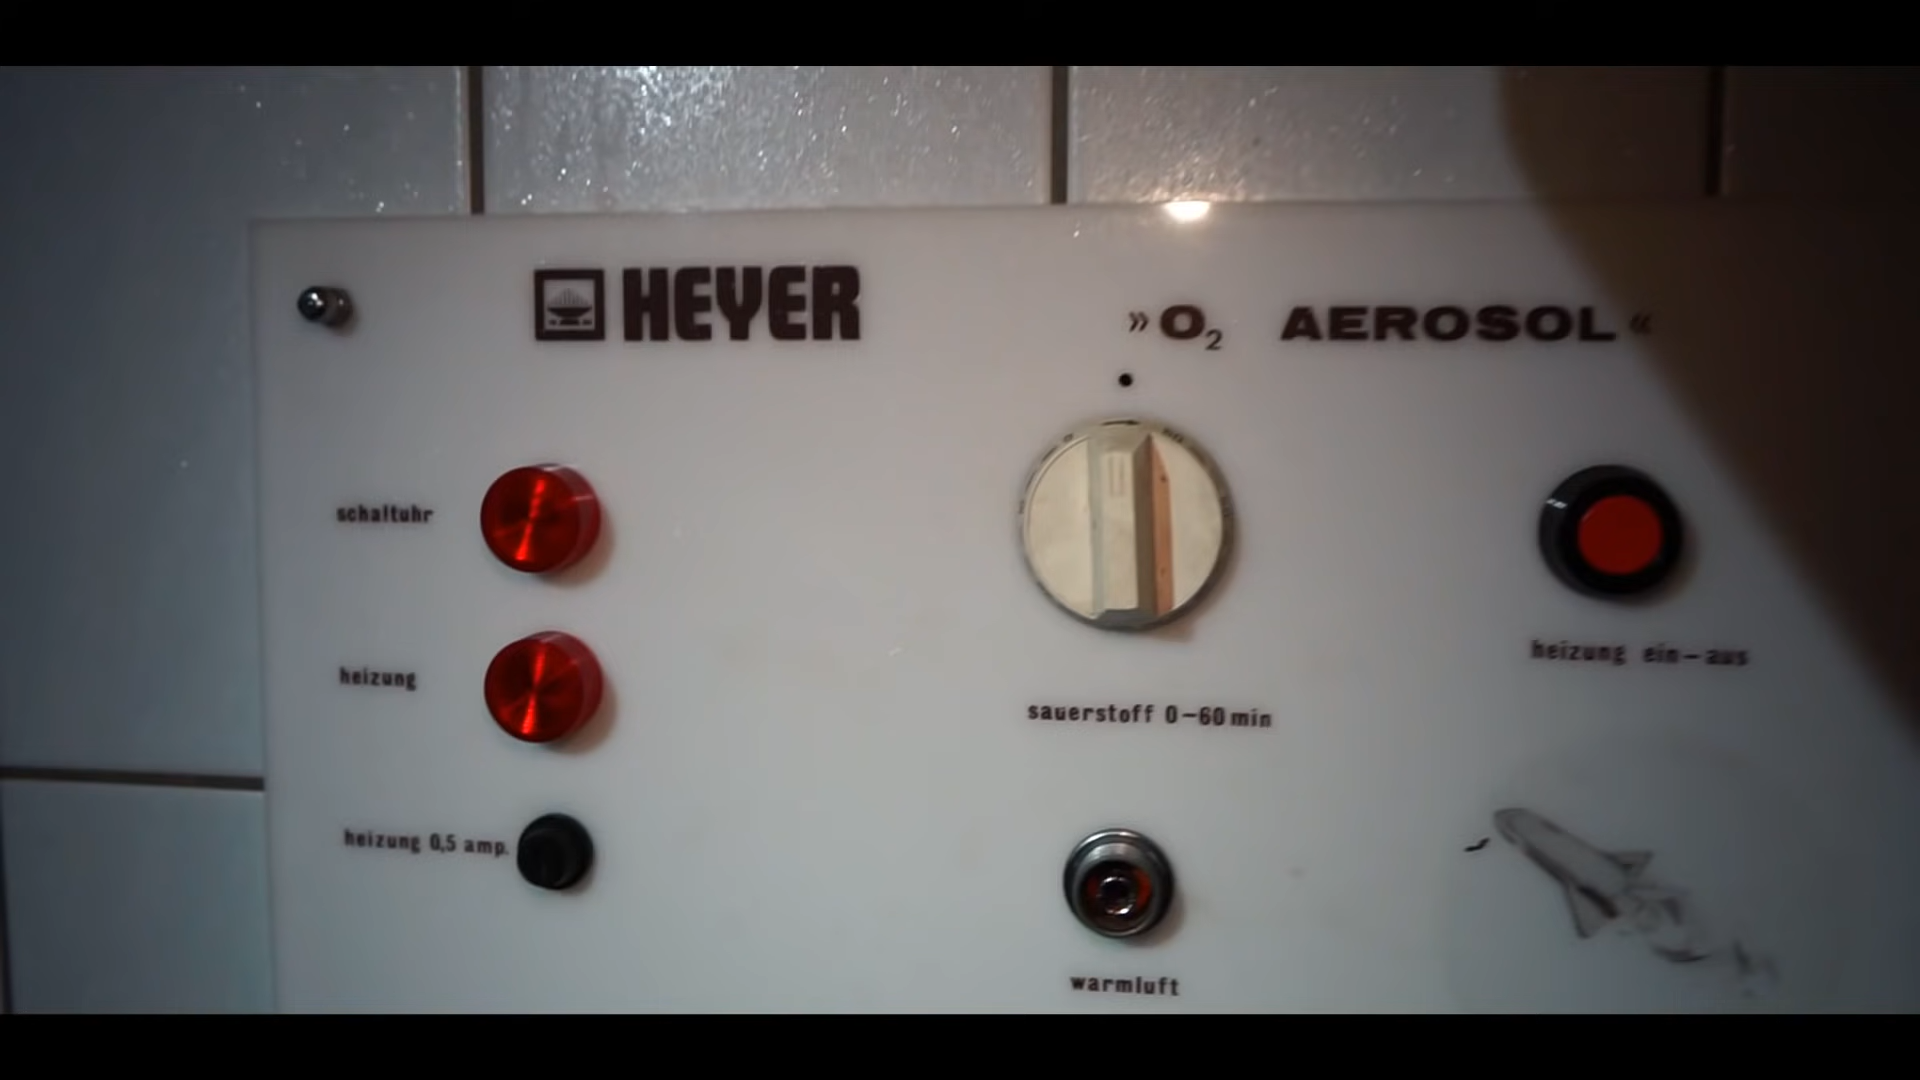 HEYER
»O₂ AEROSOL«
schaltuhr
heizung
heizung 0,5 amp.
sauerstoff 0–60 min
heizung ein–aus
warmluft